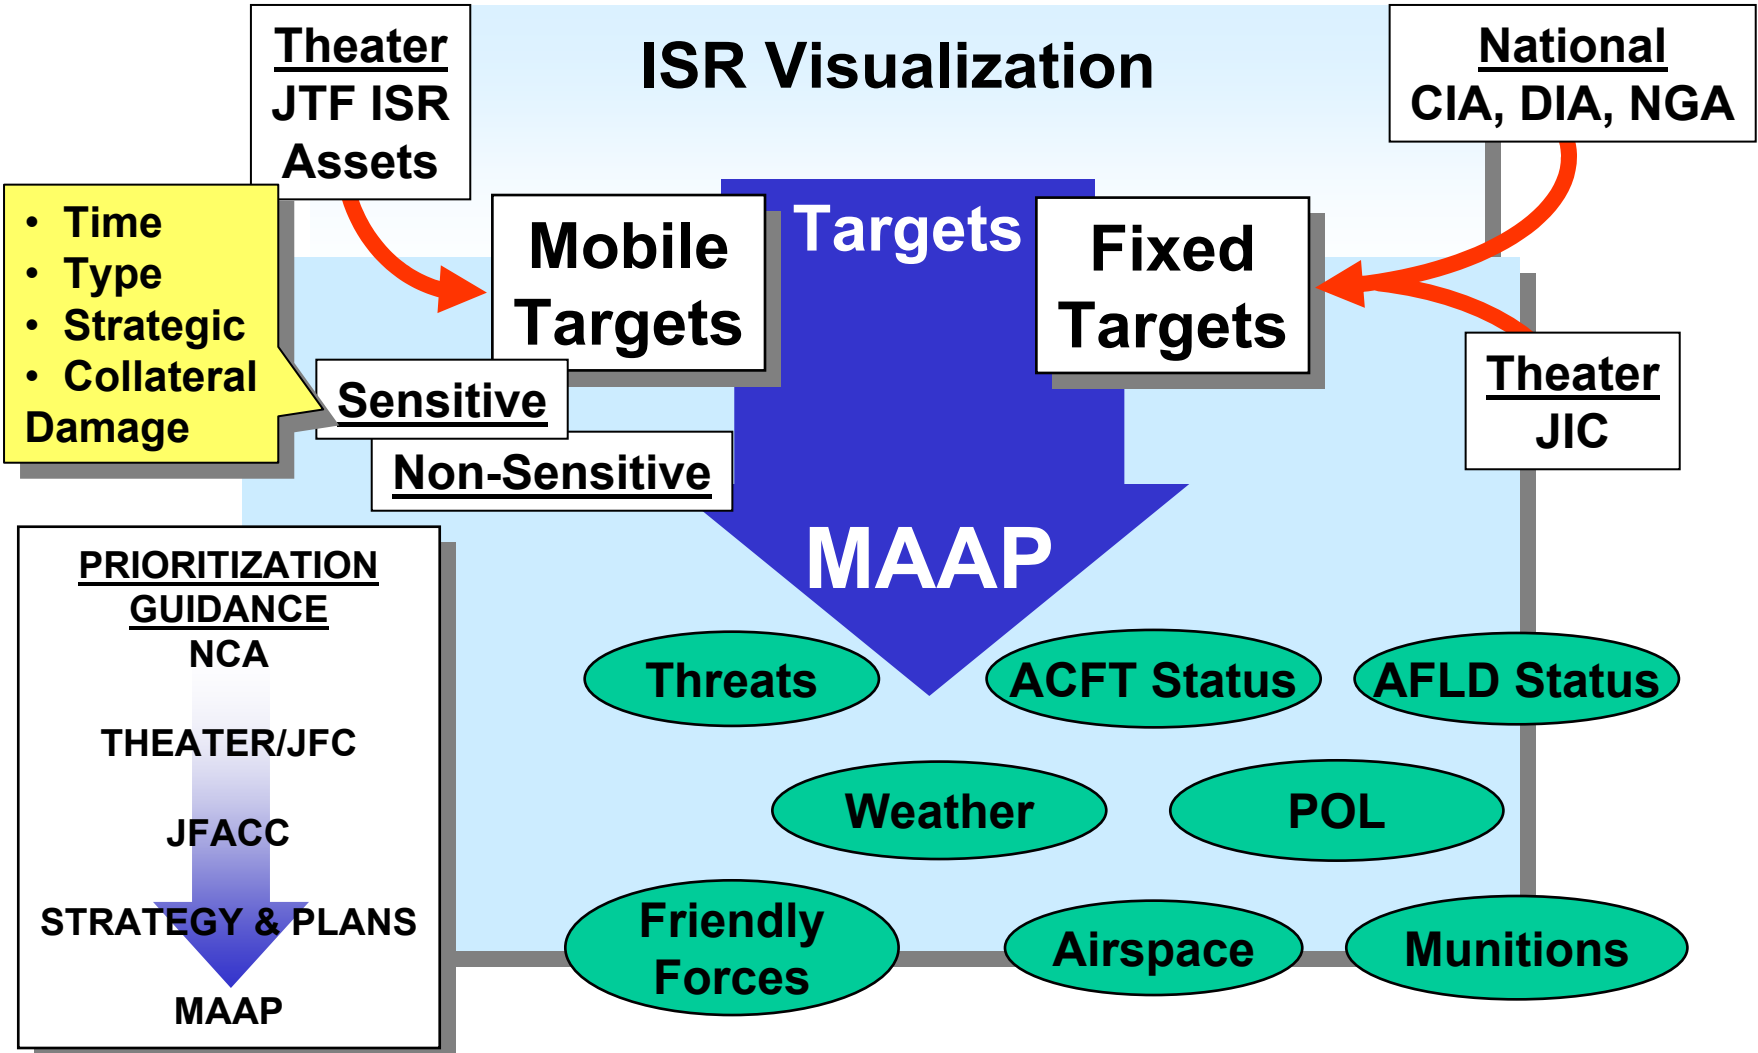 ISR Visualization
Theater
JTF ISR
Assets
National
CIA, DIA, NGA
• Time
• Type
• Strategic
• Collateral
Damage
Mobile
Targets
Targets
Fixed
Targets
Sensitive
Non-Sensitive
Theater
JIC
MAAP
PRIORITIZATION
GUIDANCE
NCA
THEATER/JFC
JFACC
STRATEGY & PLANS
MAAP
Threats
ACFT Status
AFLD Status
Weather
POL
Friendly
Forces
Airspace
Munitions